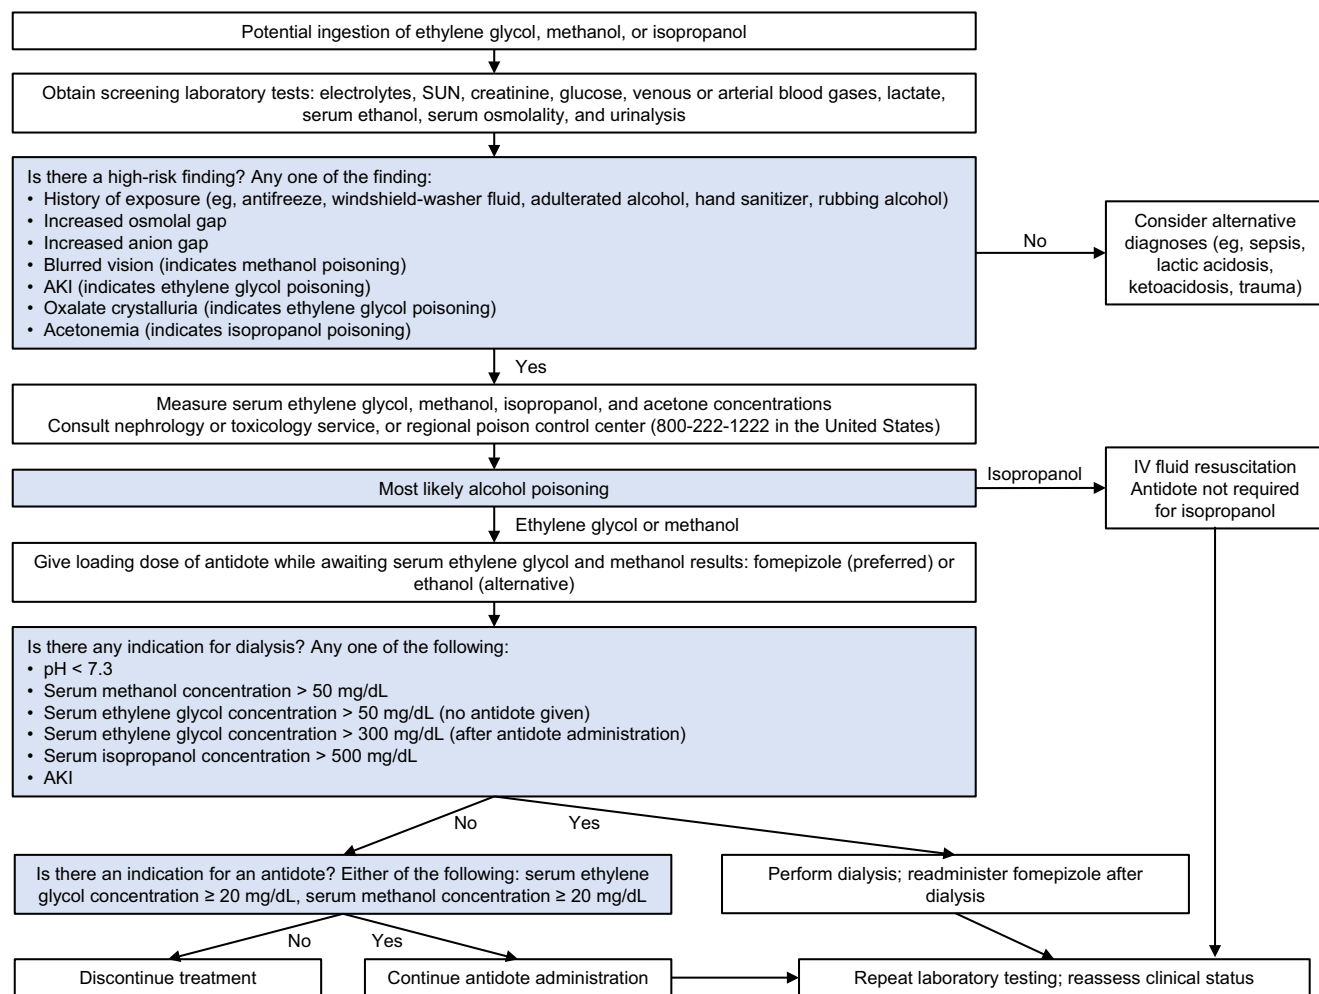 Potential ingestion of ethylene glycol, methanol, or isopropanol
Obtain screening laboratory tests: electrolytes, SUN, creatinine, glucose, venous or arterial blood gases, lactate,
serum ethanol, serum osmolality, and urinalysis
Is there a high-risk finding? Any one of the finding:
• History of exposure (eg, antifreeze, windshield-washer fluid, adulterated alcohol, hand sanitizer, rubbing alcohol)
• Increased osmolal gap
• Increased anion gap
• Blurred vision (indicates methanol poisoning)
• AKI (indicates ethylene glycol poisoning)
• Oxalate crystalluria (indicates ethylene glycol poisoning)
• Acetonemia (indicates isopropanol poisoning)
No
Consider alternative
diagnoses (eg, sepsis,
lactic acidosis,
ketoacidosis, trauma)
Yes
Measure serum ethylene glycol, methanol, isopropanol, and acetone concentrations
Consult nephrology or toxicology service, or regional poison control center (800-222-1222 in the United States)
Most likely alcohol poisoning
Isopropanol
IV fluid resuscitation
Antidote not required
for isopropanol
Ethylene glycol or methanol
Give loading dose of antidote while awaiting serum ethylene glycol and methanol results: fomepizole (preferred) or
ethanol (alternative)
Is there any indication for dialysis? Any one of the following:
• pH < 7.3
• Serum methanol concentration > 50 mg/dL
• Serum ethylene glycol concentration > 50 mg/dL (no antidote given)
• Serum ethylene glycol concentration > 300 mg/dL (after antidote administration)
• Serum isopropanol concentration > 500 mg/dL
• AKI
No
Yes
Is there an indication for an antidote? Either of the following: serum ethylene
glycol concentration ≥ 20 mg/dL, serum methanol concentration ≥ 20 mg/dL
Perform dialysis; readminister fomepizole after
dialysis
No
Yes
Discontinue treatment
Continue antidote administration
Repeat laboratory testing; reassess clinical status